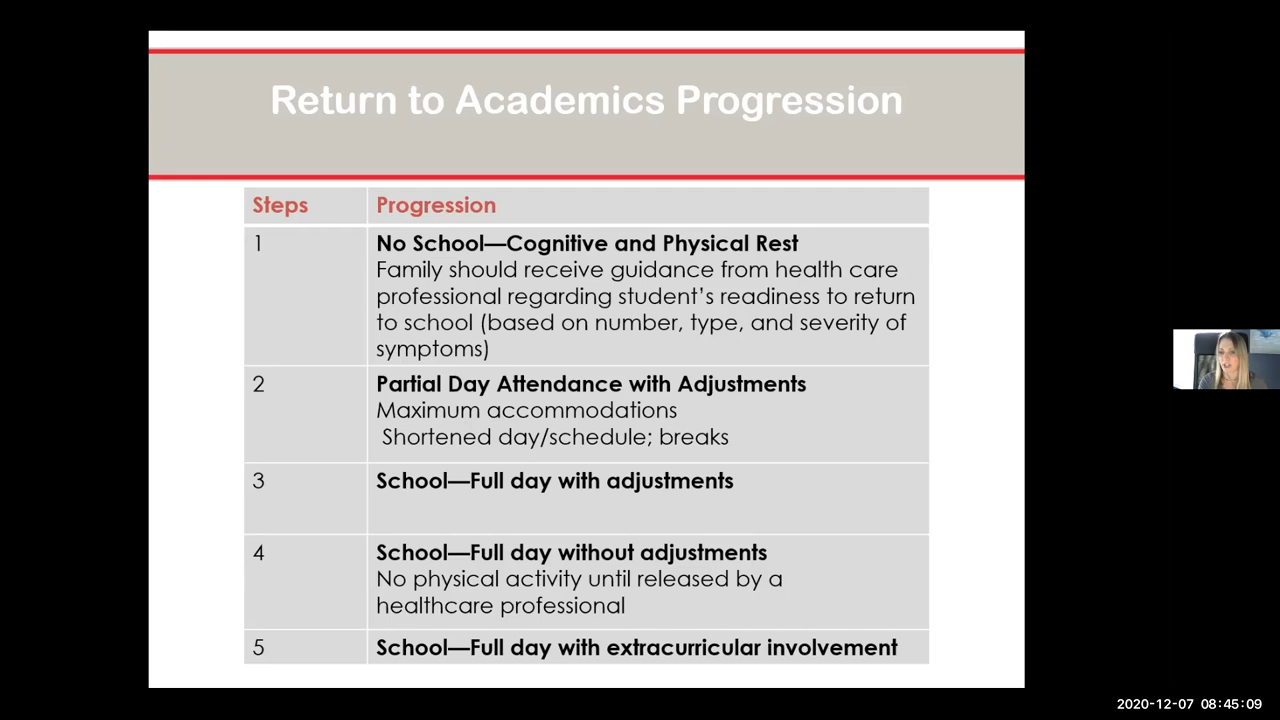 Return to Academics Progression
Steps Progression
1 No School—Cognitive and Physical Rest
Family should receive guidance from health care
professional regarding student's readiness to return
to school (based on number, type, and severity of
symptoms)
2 Partial Day Attendance with Adjustments
Maximum accommodations
Shortened day/schedule; breaks
3 School—Full day with adjustments
4 School—Full day without adjustments
No physical activity until released by a
healthcare professional
5 School—Full day with extracurricular involvement
2020-12-07 08:45:09